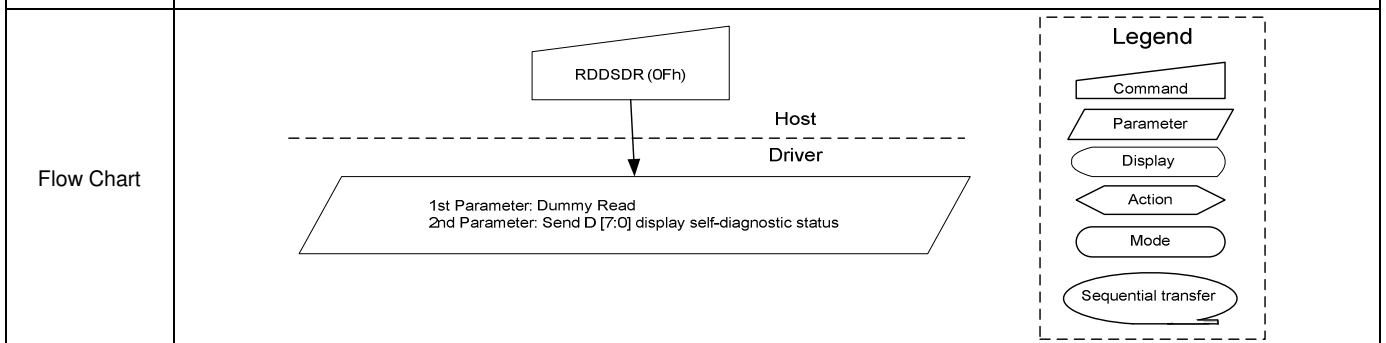 Flow Chart
RDDSDR (0Fh)
Host
Driver
1st Parameter: Dummy Read
2nd Parameter: Send D [7:0] display self-diagnostic status
Legend
Command
Parameter
Display
Action
Mode
Sequential transfer